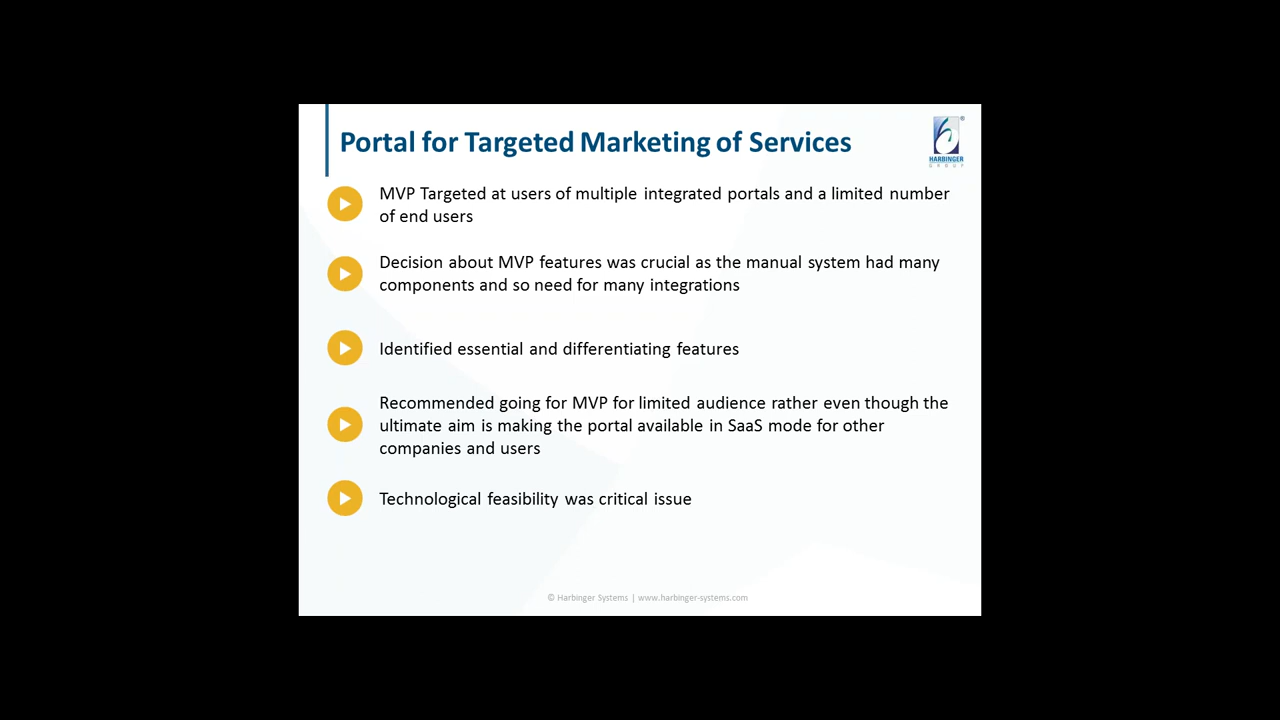 Portal for Targeted Marketing of Services
HARBINGER
GROUP
MVP Targeted at users of multiple integrated portals and a limited number
of end users
Decision about MVP features was crucial as the manual system had many
components and so need for many integrations
Identified essential and differentiating features
Recommended going for MVP for limited audience rather even though the
ultimate aim is making the portal available in SaaS mode for other
companies and users
Technological feasibility was critical issue
© Harbinger Systems | www.harbinger-systems.com